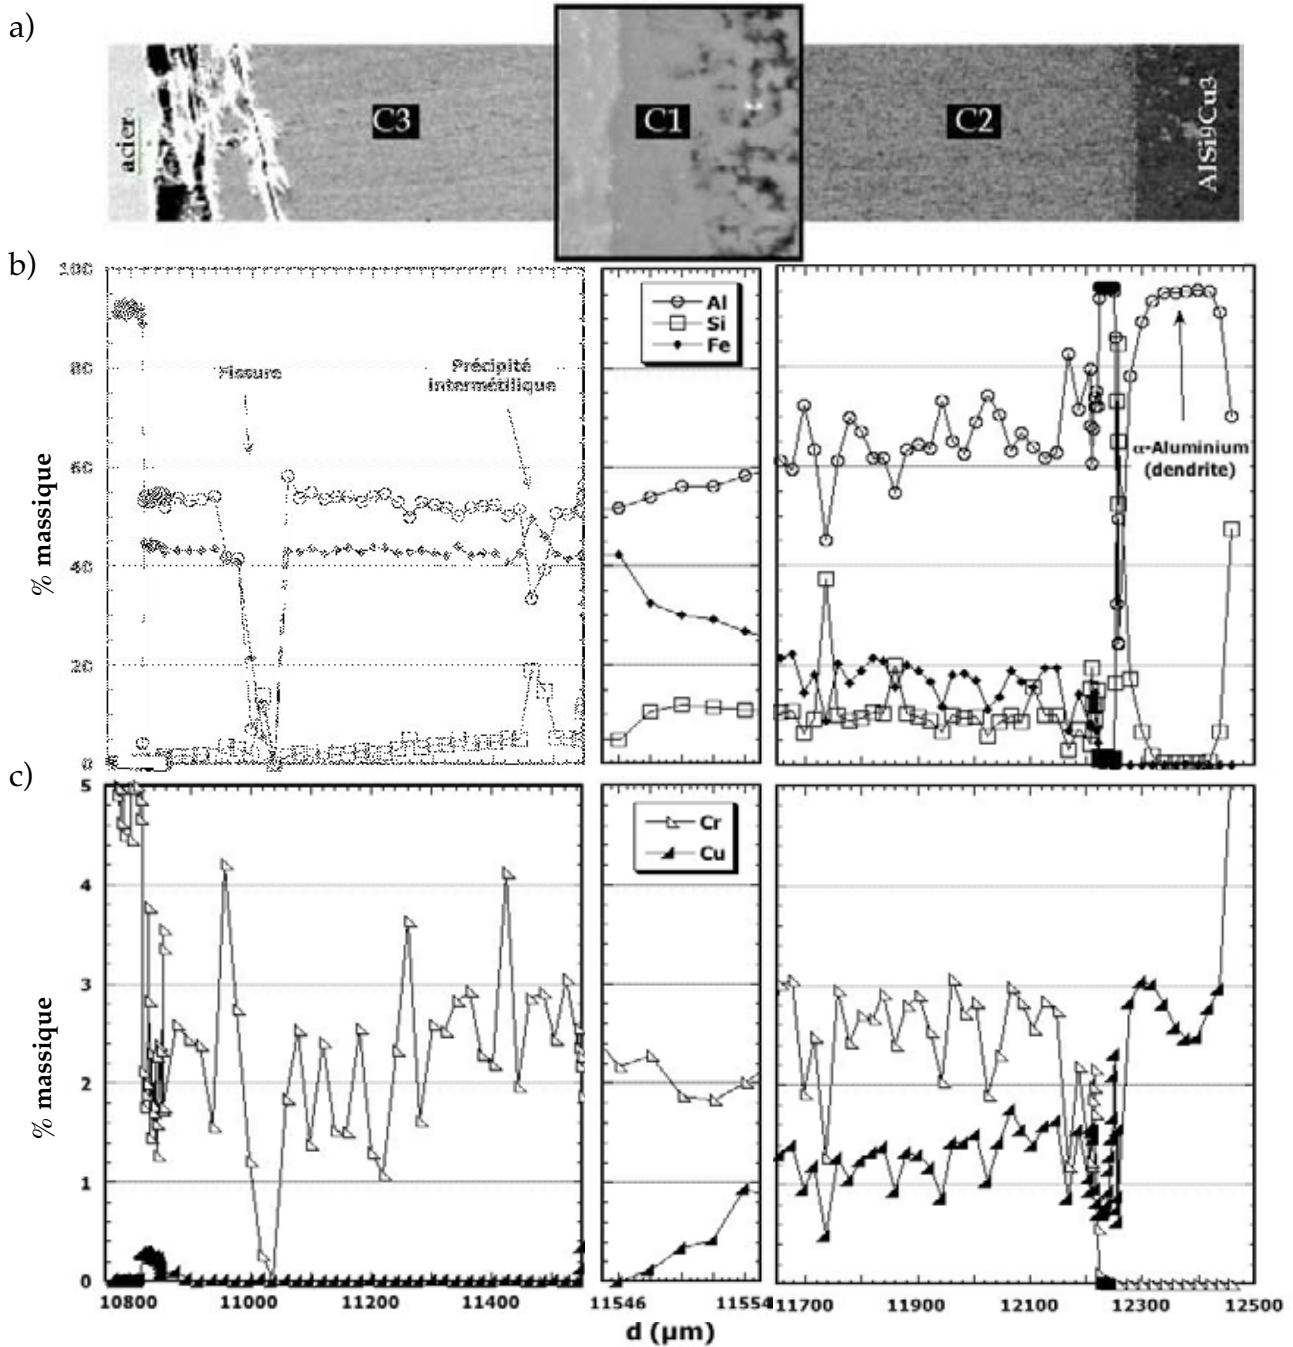 a)
acier
C3
C1
C2
AlSi9Cu3
b)
% massique
100
80
60
40
20
0
Fissure
Précipité
intermétilique
Al
Si
Fe
α-Aluminium
(dendrite)
c)
% massique
5
4
3
2
1
0
Cr
Cu
10800 11000 11200 11400 11546 11554 11700 11900 12100 12300 12500
d (µm)